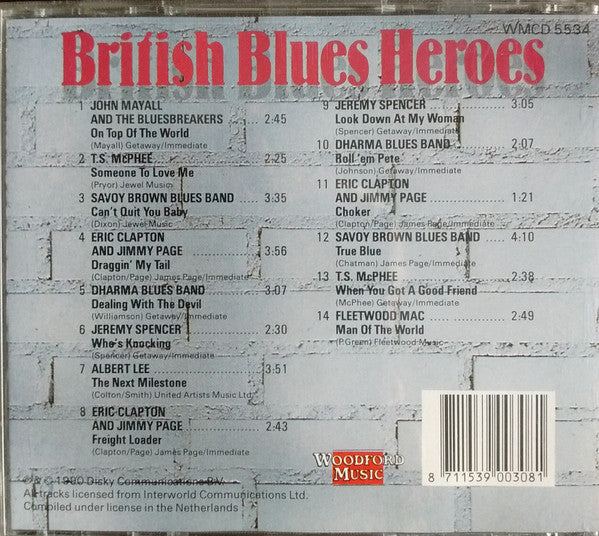 WMCD 5534
British Blues Heroes
1 JOHN MAYALL
AND THE BLUESBREAKERS ... 2:45
On Top Of The World
(Mayall) Getaway/Immediate
2 T.S. McPHEE ... 2:25
Someone To Love Me
(Pryor) Jewel Music
3 SAVOY BROWN BLUES BAND .... 3:35
Can't Quit You Baby
(Dixon) Jewel Music
4 ERIC CLAPTON
AND JIMMY PAGE ... 3:56
Draggin' My Tail
(Clapton/Page) James Page/Immediate
5 DHARMA BLUES BAND ... 3:07
Dealing With The Devil
(Williamson) Getaway/Immediate
6 JEREMY SPENCER ... 2:30
Who's Knocking
(Spencer) Getaway/Immediate
7 ALBERT LEE ... 3:51
The Next Milestone
(Colton/Smith) United Artists Music Ltd
8 ERIC CLAPTON
AND JIMMY PAGE ... 2:43
Freight Loader
(Clapton/Page) James Page/Immediate
9 JEREMY SPENCER ... 3:05
Look Down At My Woman
(Spencer) Getaway/Immediate
10 DHARMA BLUES BAND ... 2:07
Roll 'em Pete
(Johnson) Getaway/Immediate
11 ERIC CLAPTON
AND JIMMY PAGE ... 1:21
Choker
(Clapton/Page) James Page/Immediate
12 SAVOY BROWN BLUES BAND ... 4:10
True Blue
(Chatman) James Page/Immediate
13 T.S. McPHEE ... 2:38
When You Got A Good Friend
(McPhee) Getaway/Immediate
14 FLEETWOOD MAC ... 2:49
Man Of The World
(P.Green) Fleetwood Music
WOODFORD
MUSIC
8 711539 003081
℗ & © 1990 Disky Communications B.V.
All tracks licensed from Interworld Communications Ltd.
Compiled under license in the Netherlands